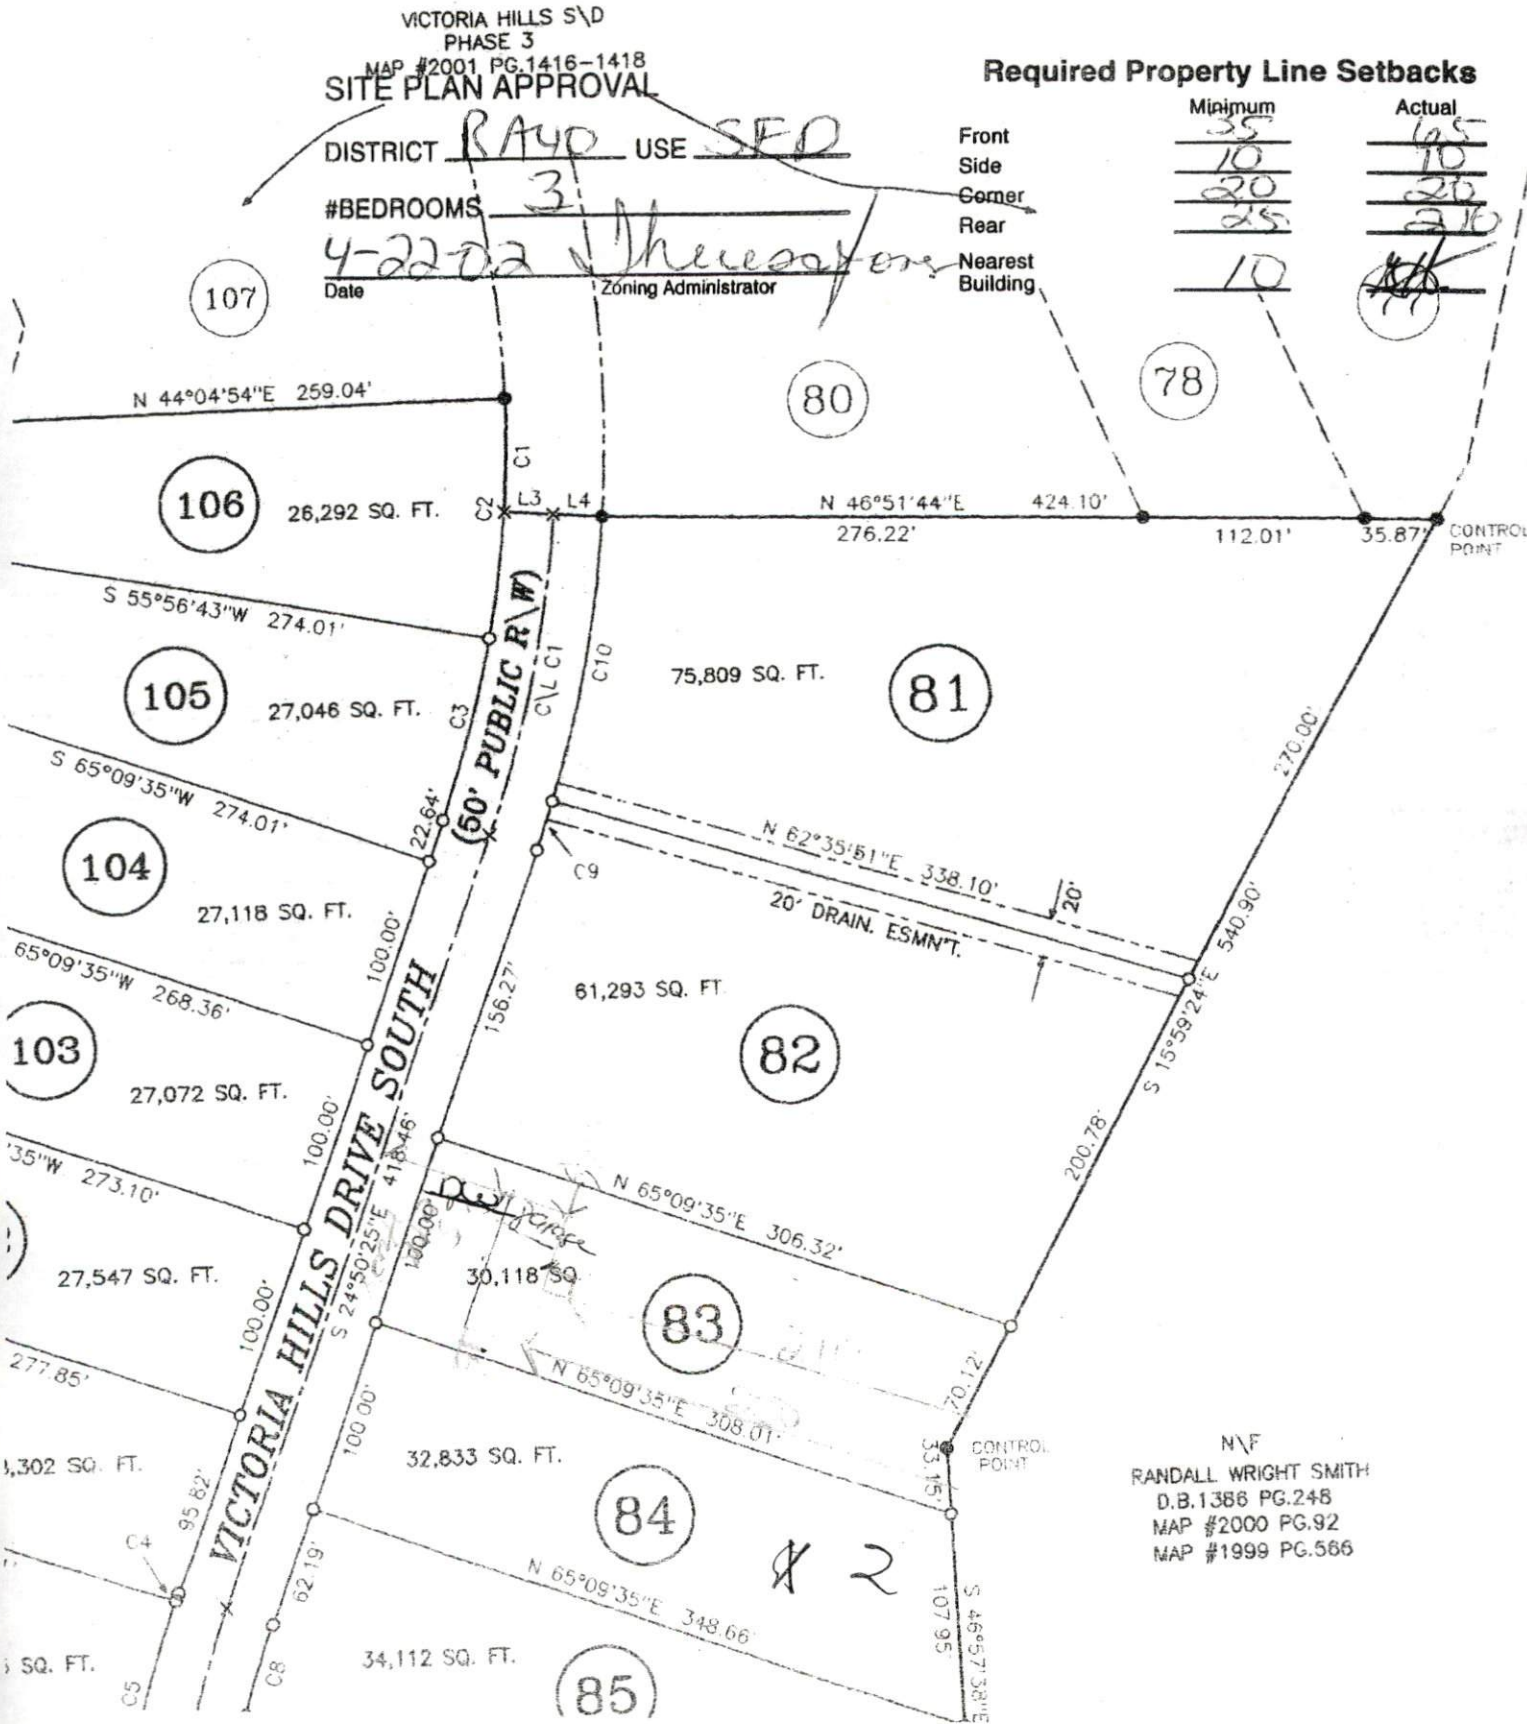 VICTORIA HILLS S\D
PHASE 3
MAP #2001 PG.1416-1418
SITE PLAN APPROVAL
DISTRICT RA40 USE SFD
#BEDROOMS 3
4-22-02
Date Zoning Administrator
Required Property Line Setbacks
Minimum Actual
Front 35
Side 10 10
Corner 20 20
Rear 25 210
Nearest
Building 10
107
80
78
N 44°04'54"E 259.04'
C1
106
26,292 SQ. FT.
C2
L3 L4
N 46°51'44"E 424.10'
276.22' 112.01' 35.87'
CONTROL
POINT
S 55°56'43"W 274.01'
105
27,046 SQ. FT.
C3
(50' PUBLIC R\W)
C\L C1
C10
75,809 SQ. FT.
81
270.00'
S 65°09'35"W 274.01'
22.64'
104
27,118 SQ. FT.
C9
N 62°35'51"E 338.10'
20'
20' DRAIN. ESMN'T.
540.90'
S 15°59'24"E
65°09'35"W 268.36'
100.00'
156.27'
61,293 SQ. FT.
82
103
27,072 SQ. FT.
100.00'
VICTORIA HILLS DRIVE SOUTH
S 24°50'25"E 418.46'
200.78'
'35"W 273.10'
N 65°09'35"E 306.32'
garage
100.00'
27,547 SQ. FT.
30,118 SQ
83
100.00'
277.85'
N 65°09'35"E 308.01'
70.12'
CONTROL
POINT
33.15'
100.00'
,302 SQ. FT.
32,833 SQ. FT.
84
# 2
95.82'
C4
62.19'
N 65°09'35"E 348.66'
107.95'
S 46°57'38"E
N\F
RANDALL WRIGHT SMITH
D.B.1386 PG.248
MAP #2000 PG.92
MAP #1999 PG.566
SQ. FT.
C5
C8
34,112 SQ. FT.
85